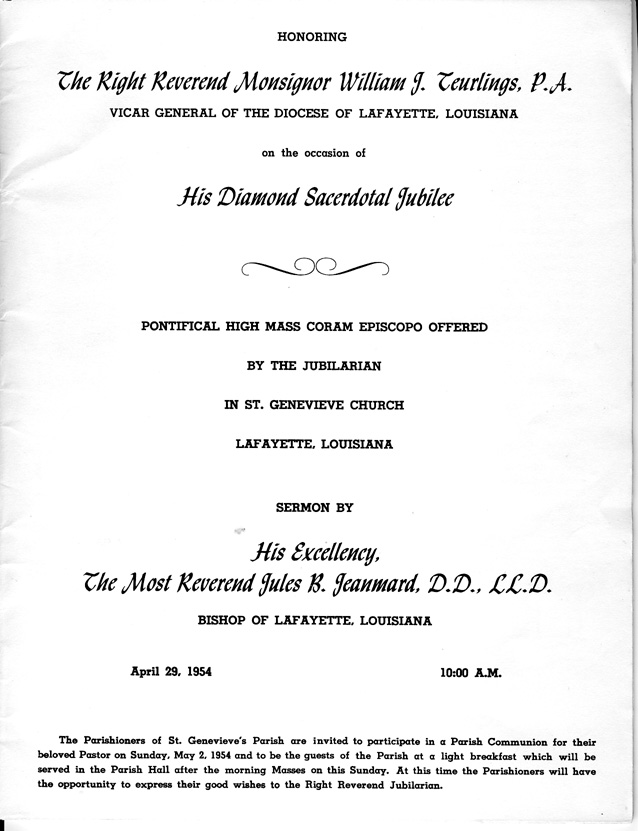 HONORING
The Right Reverend Monsignor William J. Teurlings, P.A.
VICAR GENERAL OF THE DIOCESE OF LAFAYETTE, LOUISIANA
on the occasion of
His Diamond Sacerdotal Jubilee
PONTIFICAL HIGH MASS CORAM EPISCOPO OFFERED
BY THE JUBILARIAN
IN ST. GENEVIEVE CHURCH
LAFAYETTE, LOUISIANA
SERMON BY
His Excellency,
The Most Reverend Jules B. Jeanmard, D.D., LL.D.
BISHOP OF LAFAYETTE, LOUISIANA
April 29, 1954 10:00 A.M.
The Parishioners of St. Genevieve's Parish are invited to participate in a Parish Communion for their
beloved Pastor on Sunday, May 2, 1954 and to be the guests of the Parish at a light breakfast which will be
served in the Parish Hall after the morning Masses on this Sunday. At this time the Parishioners will have
the opportunity to express their good wishes to the Right Reverend Jubilarian.